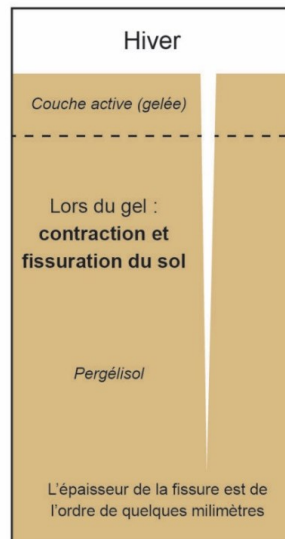 Hiver
Couche active (gelée)
Lors du gel :
contraction et
fissuration du sol
Pergélisol
L'épaisseur de la fissure est de
l'ordre de quelques milimètres